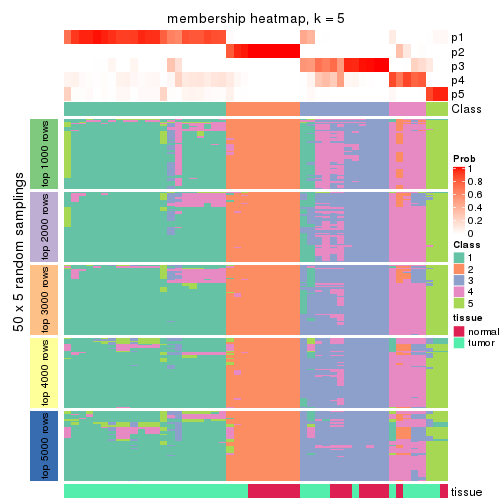 membership heatmap, k = 5
p1
p2
p3
p4
p5
Class
50 x 5 random samplings
top 1000 rows
top 2000 rows
top 3000 rows
top 4000 rows
top 5000 rows
Prob
1
0.8
0.6
0.4
0.2
0
Class
1
2
3
4
5
tissue
normal
tumor
tissue